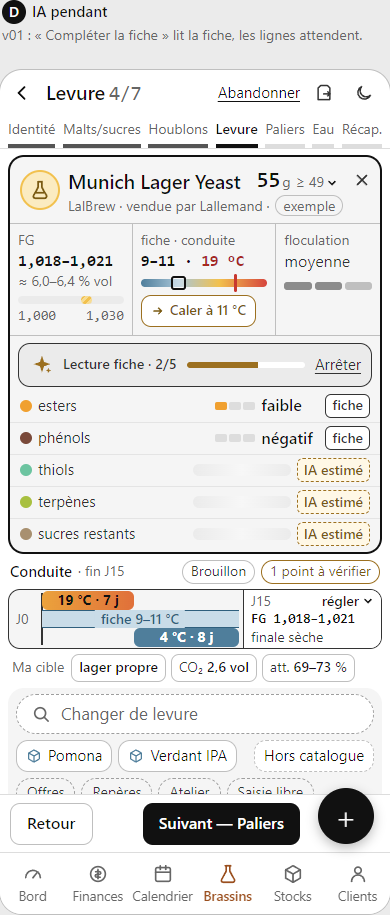 D IA pendant
v01 : « Compléter la fiche » lit la fiche, les lignes attendent.
Levure 4/7 Abandonner
Identité Malts/sucres Houblons Levure Paliers Eau Récap.
Munich Lager Yeast 55 g ≥ 49
LalBrew · vendue par Lallemand · exemple
FG fiche · conduite floculation
1,018–1,021 9–11 · 19 °C moyenne
≈ 6,0–6,4 % vol
1,000 1,030 → Caler à 11 °C
Lecture fiche · 2/5 Arrêter
esters faible fiche
phénols négatif fiche
thiols IA estimé
terpènes IA estimé
sucres restants IA estimé
Conduite · fin J15 Brouillon 1 point à vérifier
19 °C · 7 j J15 régler
J0 fiche 9–11 °C FG 1,018–1,021
4 °C · 8 j finale sèche
Ma cible lager propre CO₂ 2,6 vol att. 69–73 %
Changer de levure
Pomona Verdant IPA Hors catalogue
Offres Repères Atelier Saisie libre
Retour Suivant — Paliers +
Bord Finances Calendrier Brassins Stocks Clients